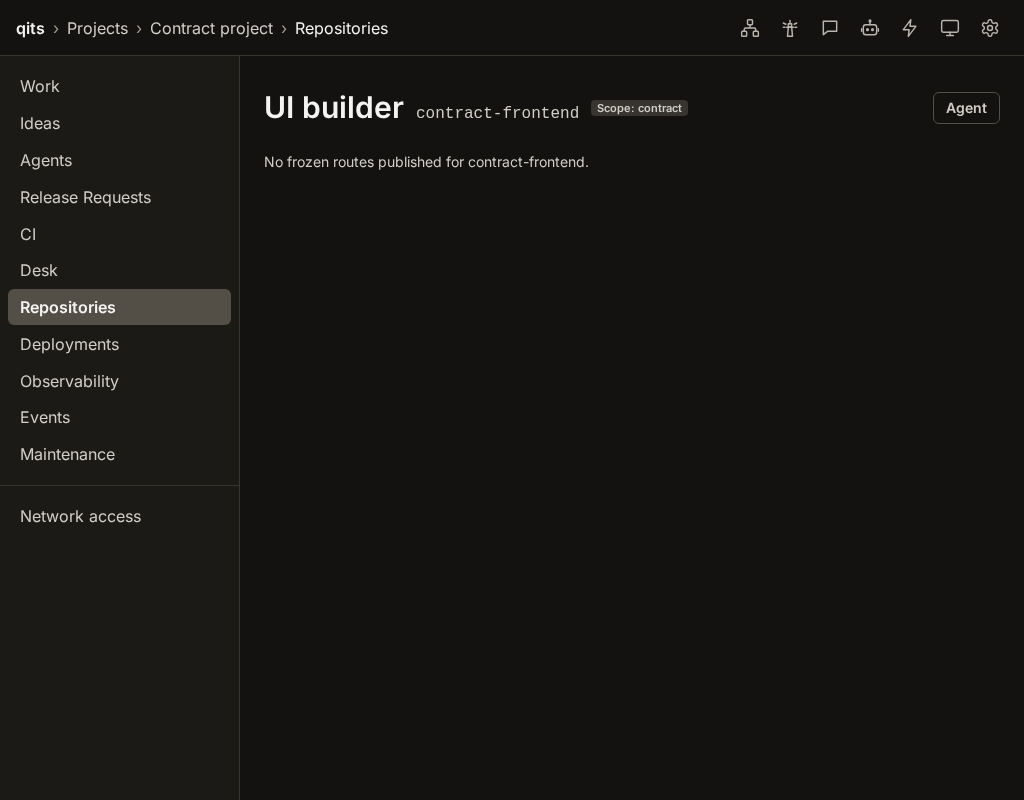 qits › Projects › Contract project › Repositories
Work
Ideas
Agents
Release Requests
CI
Desk
Repositories
Deployments
Observability
Events
Maintenance
Network access
UI builder contract-frontend Scope: contract
Agent
No frozen routes published for contract-frontend.